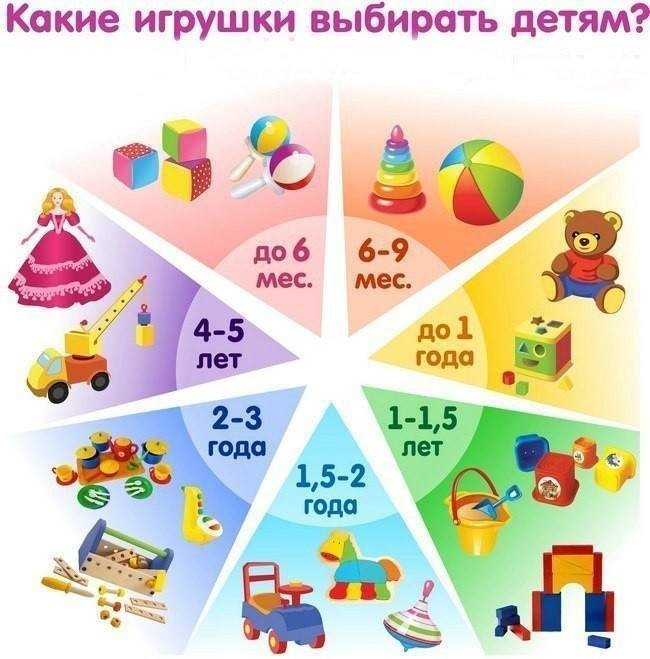 Какие игрушки выбирать детям?
до 6
мес.
6-9
мес.
до 1
года
1-1,5
лет
1,5-2
года
2-3
года
4-5
лет